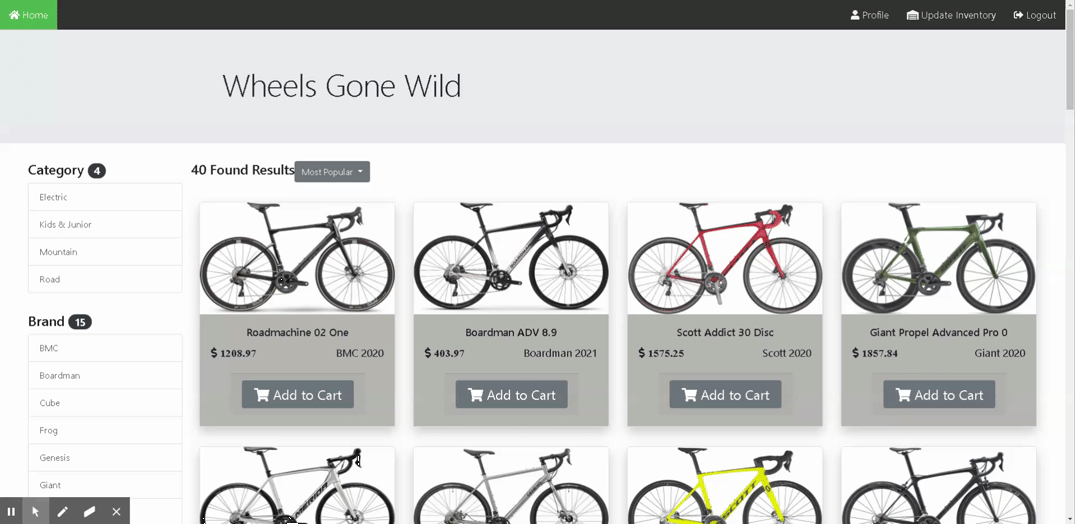 Home
Profile
Update Inventory
Logout
Wheels Gone Wild
Category 4
Electric
Kids & Junior
Mountain
Road
Brand 15
BMC
Boardman
Cube
Frog
Genesis
Giant
40 Found Results
Most Popular
Roadmachine 02 One
$ 1208.97 BMC 2020
Add to Cart
Boardman ADV 8.9
$ 403.97 Boardman 2021
Add to Cart
Scott Addict 30 Disc
$ 1575.25 Scott 2020
Add to Cart
Giant Propel Advanced Pro 0
$ 1857.84 Giant 2020
Add to Cart
SCOTT